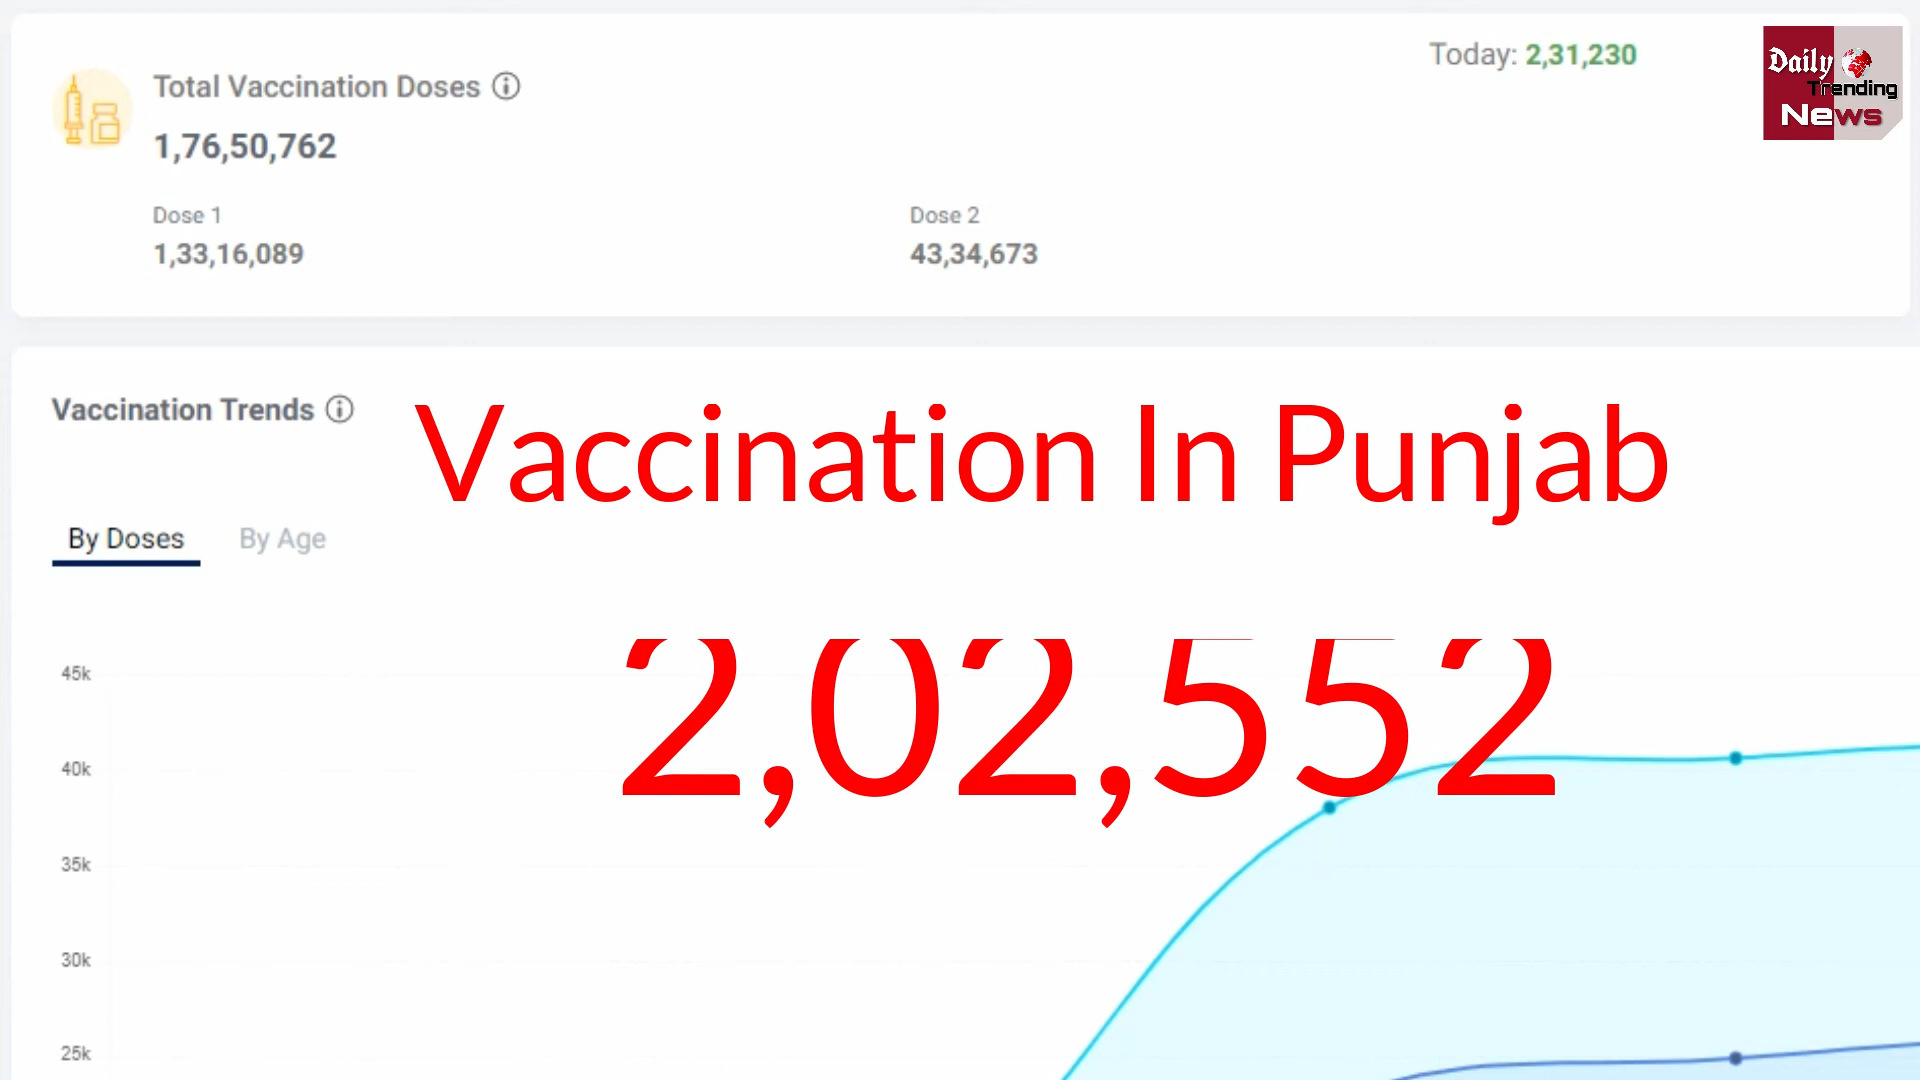 Total Vaccination Doses
Today: 2,31,230
Daily
Trending
News
1,76,50,762
Dose 1
Dose 2
1,33,16,089
43,34,673
Vaccination Trends
Vaccination In Punjab
By Doses
By Age
2,02,552
45k
40k
35k
30k
25k